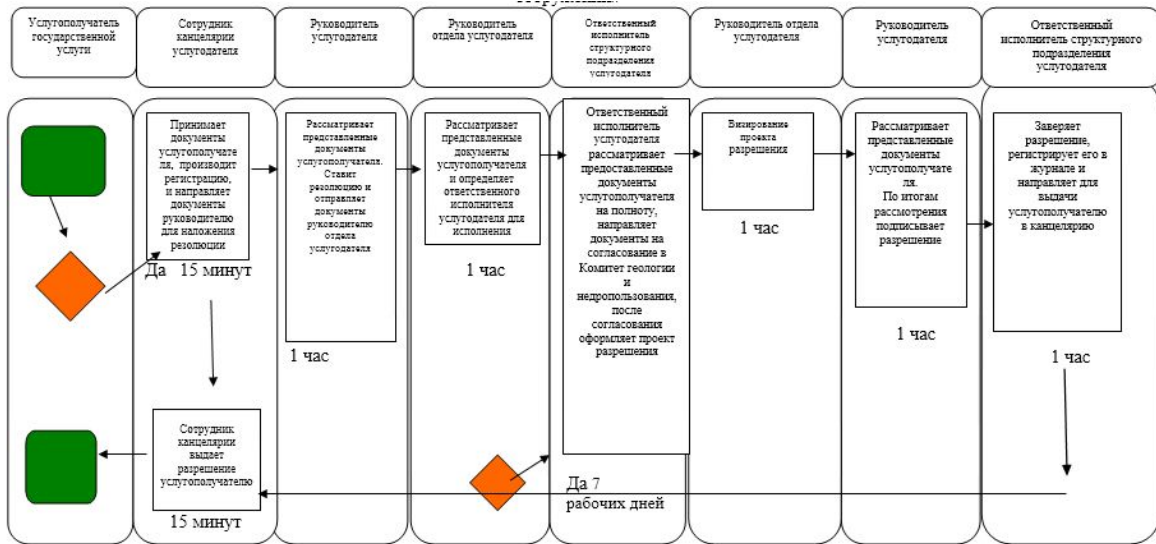 Услугополучатель
государственной
услуги
Сотрудник
канцелярии
услугодателя
Руководитель
услугодателя
Руководитель
отдела услугодателя
Ответственный
исполнитель
структурного
подразделения
услугодателя
Руководитель отдела
услугодателя
Руководитель
услугодателя
Ответственный
исполнитель структурного
подразделения
услугодателя
Принимает
документы
услугополучате
ля, производит
регистрацию,
и направляет
документы
руководителю
для наложения
резолюции
Да 15 минут
Рассматривает
представленные
документы
услугополучателя.
Ставит
резолюцию и
отправляет
документы
руководителю
отдела
услугодателя
1 час
Рассматривает
представленные
документы
услугополучателя
и определяет
ответственного
исполнителя
услугодателя для
исполнения
1 час
Ответственный
исполнитель
услугодателя
рассматривает
предоставленные
документы
услугополучателя
на полноту,
направляет
документы на
согласование в
Комитет геологии
и
недропользования,
после
согласования
оформляет проект
разрешения
Да 7
рабочих дней
Визирование
проекта
разрешения
1 час
Рассматривает
представленные
документы
услугополучате
ля.
По итогам
рассмотрения
подписывает
разрешение
1 час
Заверяет
разрешение,
регистрирует его в
журнале и
направляет для
выдачи
услугополучателю
в канцелярию
1 час
Сотрудник
канцелярии
выдает
разрешение
услугополучателю
15 минут